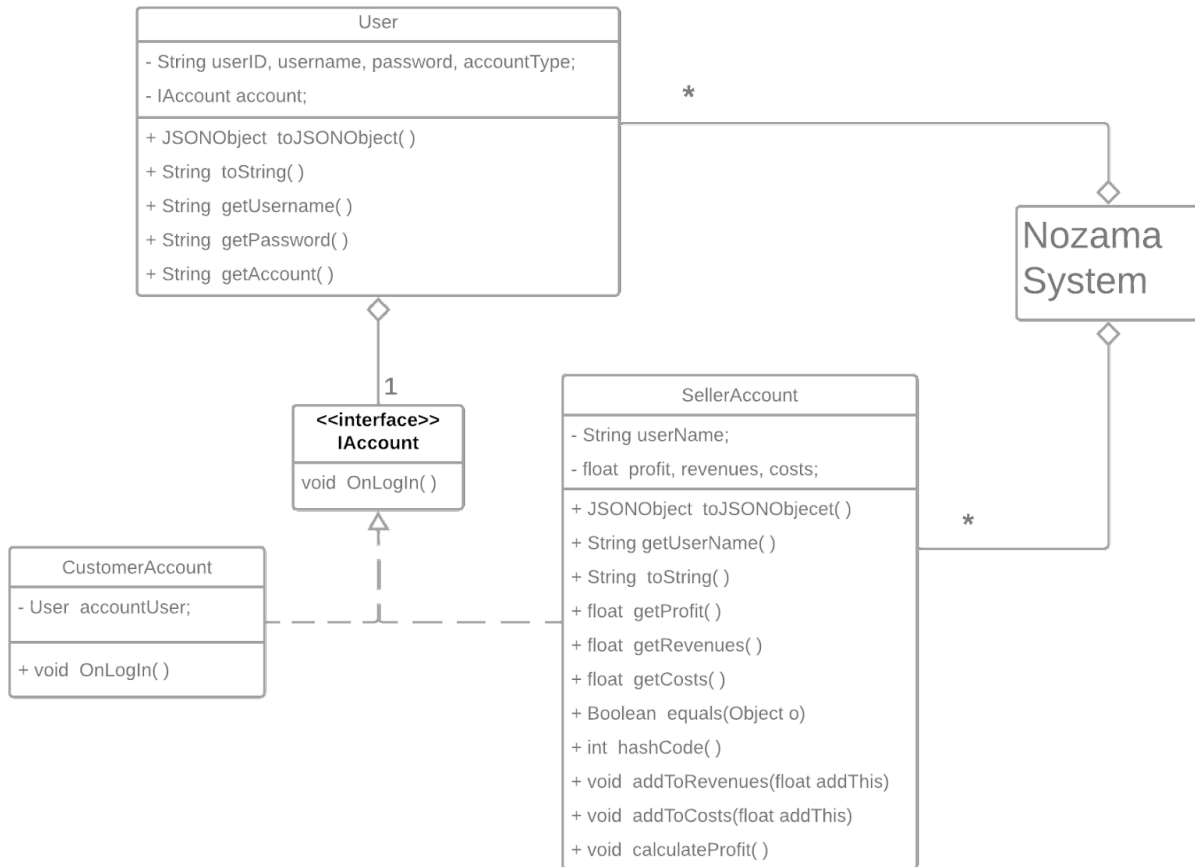 User
- String userID, username, password, accountType;
- IAccount account;
+ JSONObject toJSONObject( )
+ String toString( )
+ String getUsername( )
+ String getPassword( )
+ String getAccount( )
*
Nozama
System
1
<<interface>>
IAccount
void OnLogIn( )
SellerAccount
- String userName;
- float profit, revenues, costs;
+ JSONObject toJSONObjecet( )
+ String getUserName( )
+ String toString( )
+ float getProfit( )
+ float getRevenues( )
+ float getCosts( )
+ Boolean equals(Object o)
+ int hashCode( )
+ void addToRevenues(float addThis)
+ void addToCosts(float addThis)
+ void calculateProfit( )
*
CustomerAccount
- User accountUser;
+ void OnLogIn( )